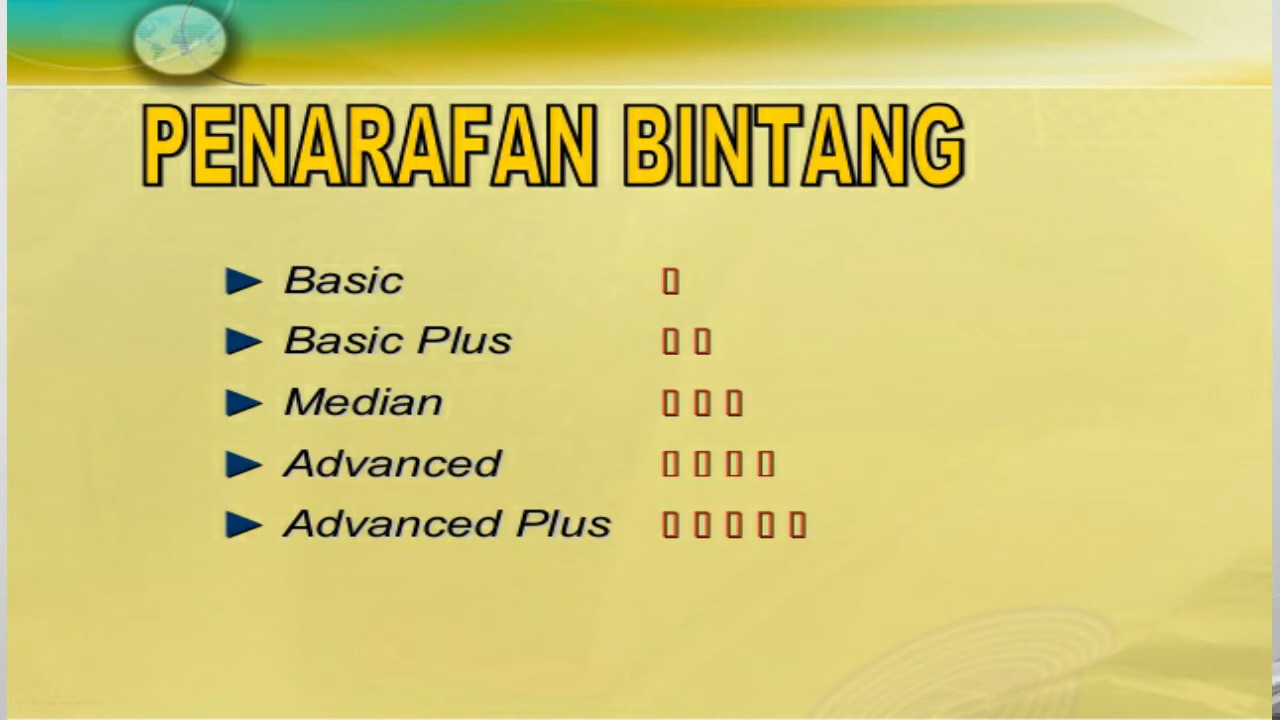 PENARAFAN BINTANG
Basic
Basic Plus
Median
Advanced
Advanced Plus